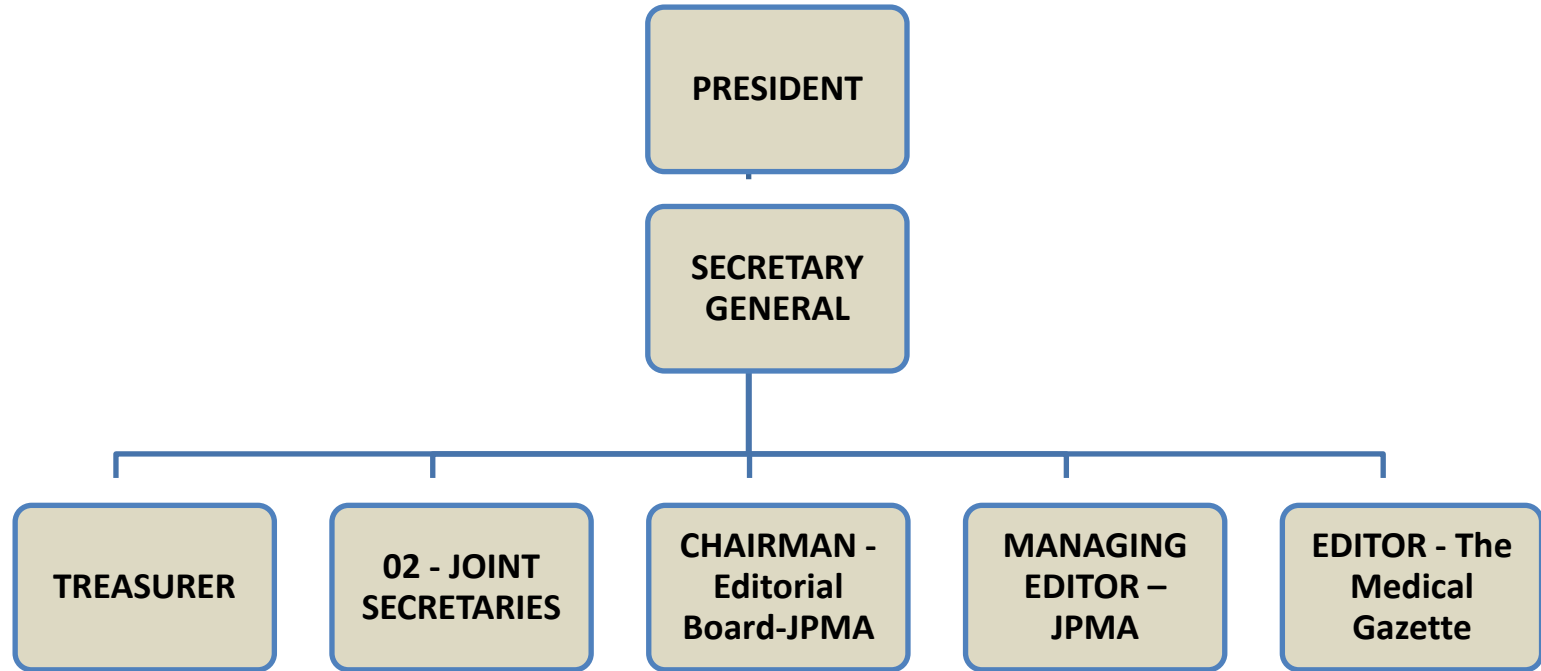 PRESIDENT
SECRETARY
GENERAL
TREASURER
02 - JOINT
SECRETARIES
CHAIRMAN -
Editorial
Board-JPMA
MANAGING
EDITOR –
JPMA
EDITOR - The
Medical
Gazette